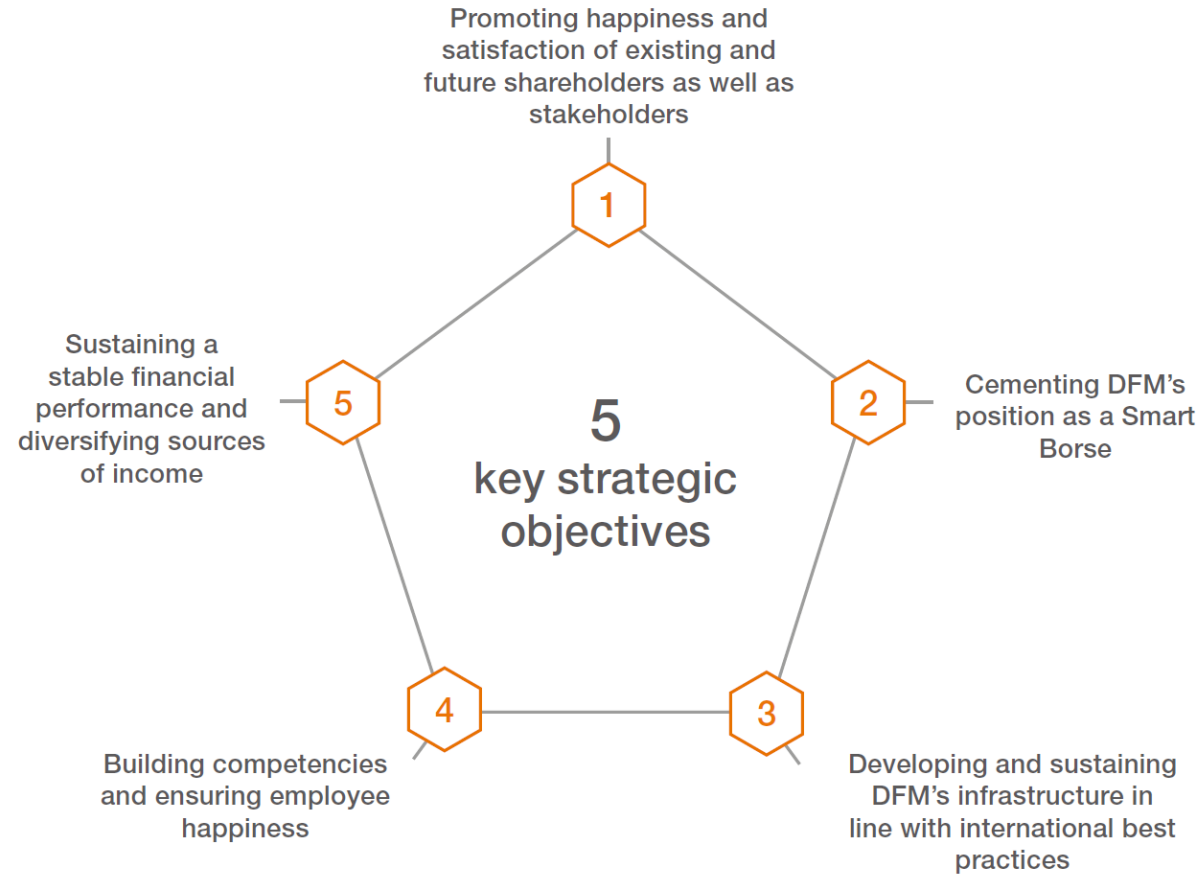 Promoting happiness and
satisfaction of existing and
future shareholders as well as
stakeholders
1
2
Cementing DFM’s
position as a Smart
Borse
3
Developing and sustaining
DFM’s infrastructure in
line with international best
practices
4
Building competencies
and ensuring employee
happiness
5
Sustaining a
stable financial
performance and
diversifying sources
of income
5
key strategic
objectives